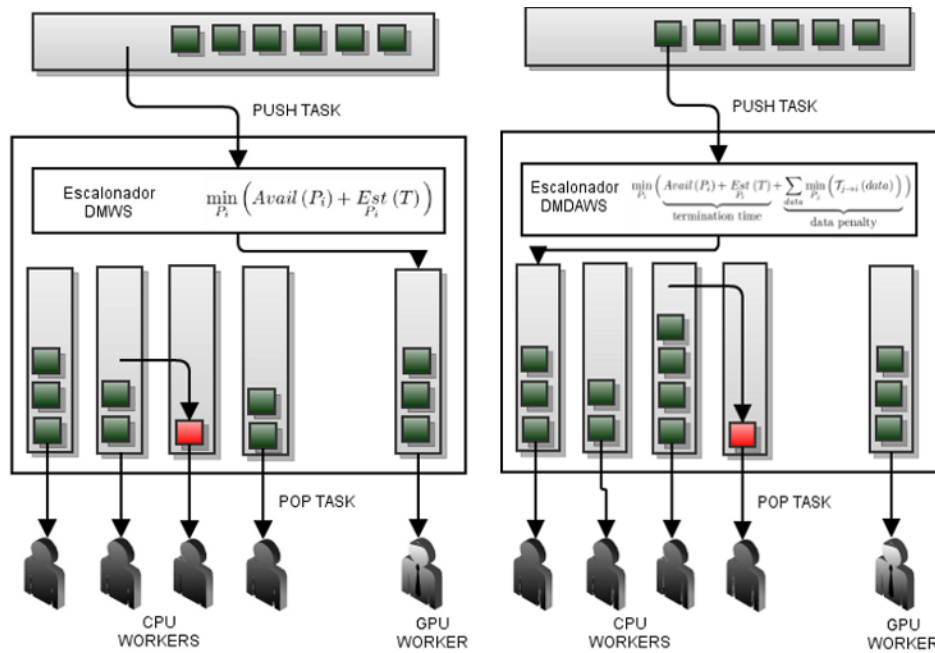 PUSH TASK
Escalonador
DMWS
min_{P_i} ( Avail (P_i) + Est_{P_i} (T) )
POP TASK
CPU
WORKERS
GPU
WORKER
PUSH TASK
Escalonador
DMDAWS
min_{P_i} ( Avail (P_i) + Est_{P_i} (T) + ∑_{data} min_{P_j} ( T_{j→i} (data) ) )
termination time
data penalty
POP TASK
CPU
WORKERS
GPU
WORKER